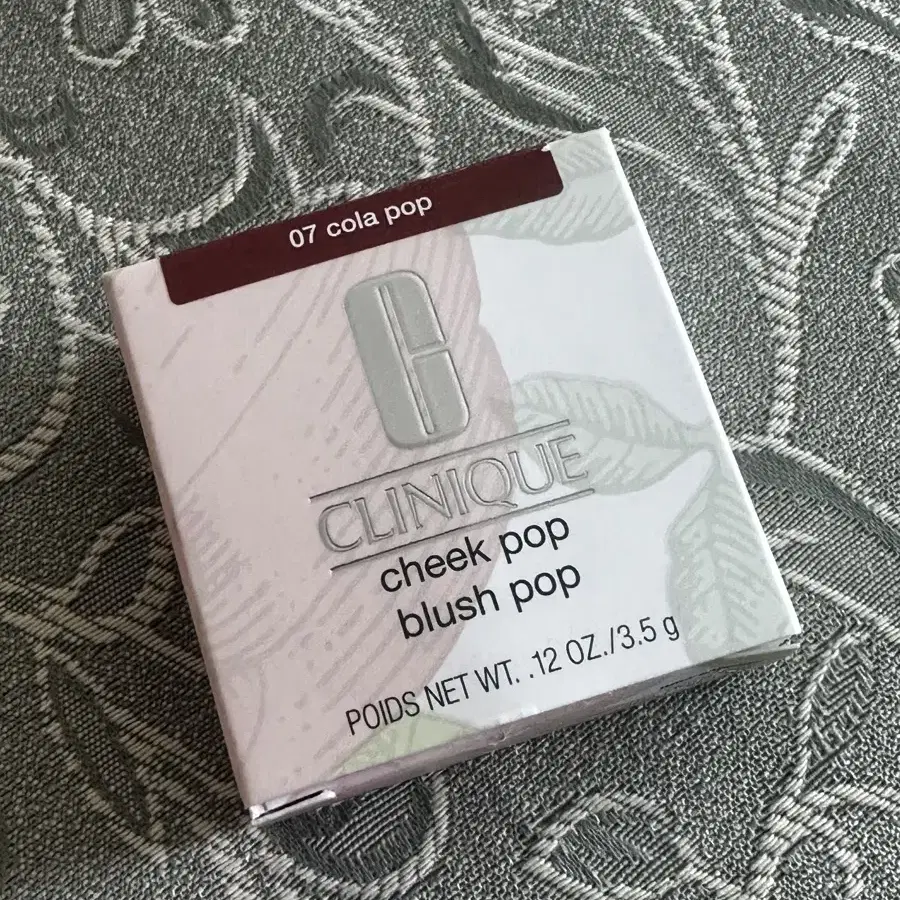 07 cola pop
CLINIQUE
cheek pop
blush pop
POIDS NET WT. .12 OZ./3.5 g